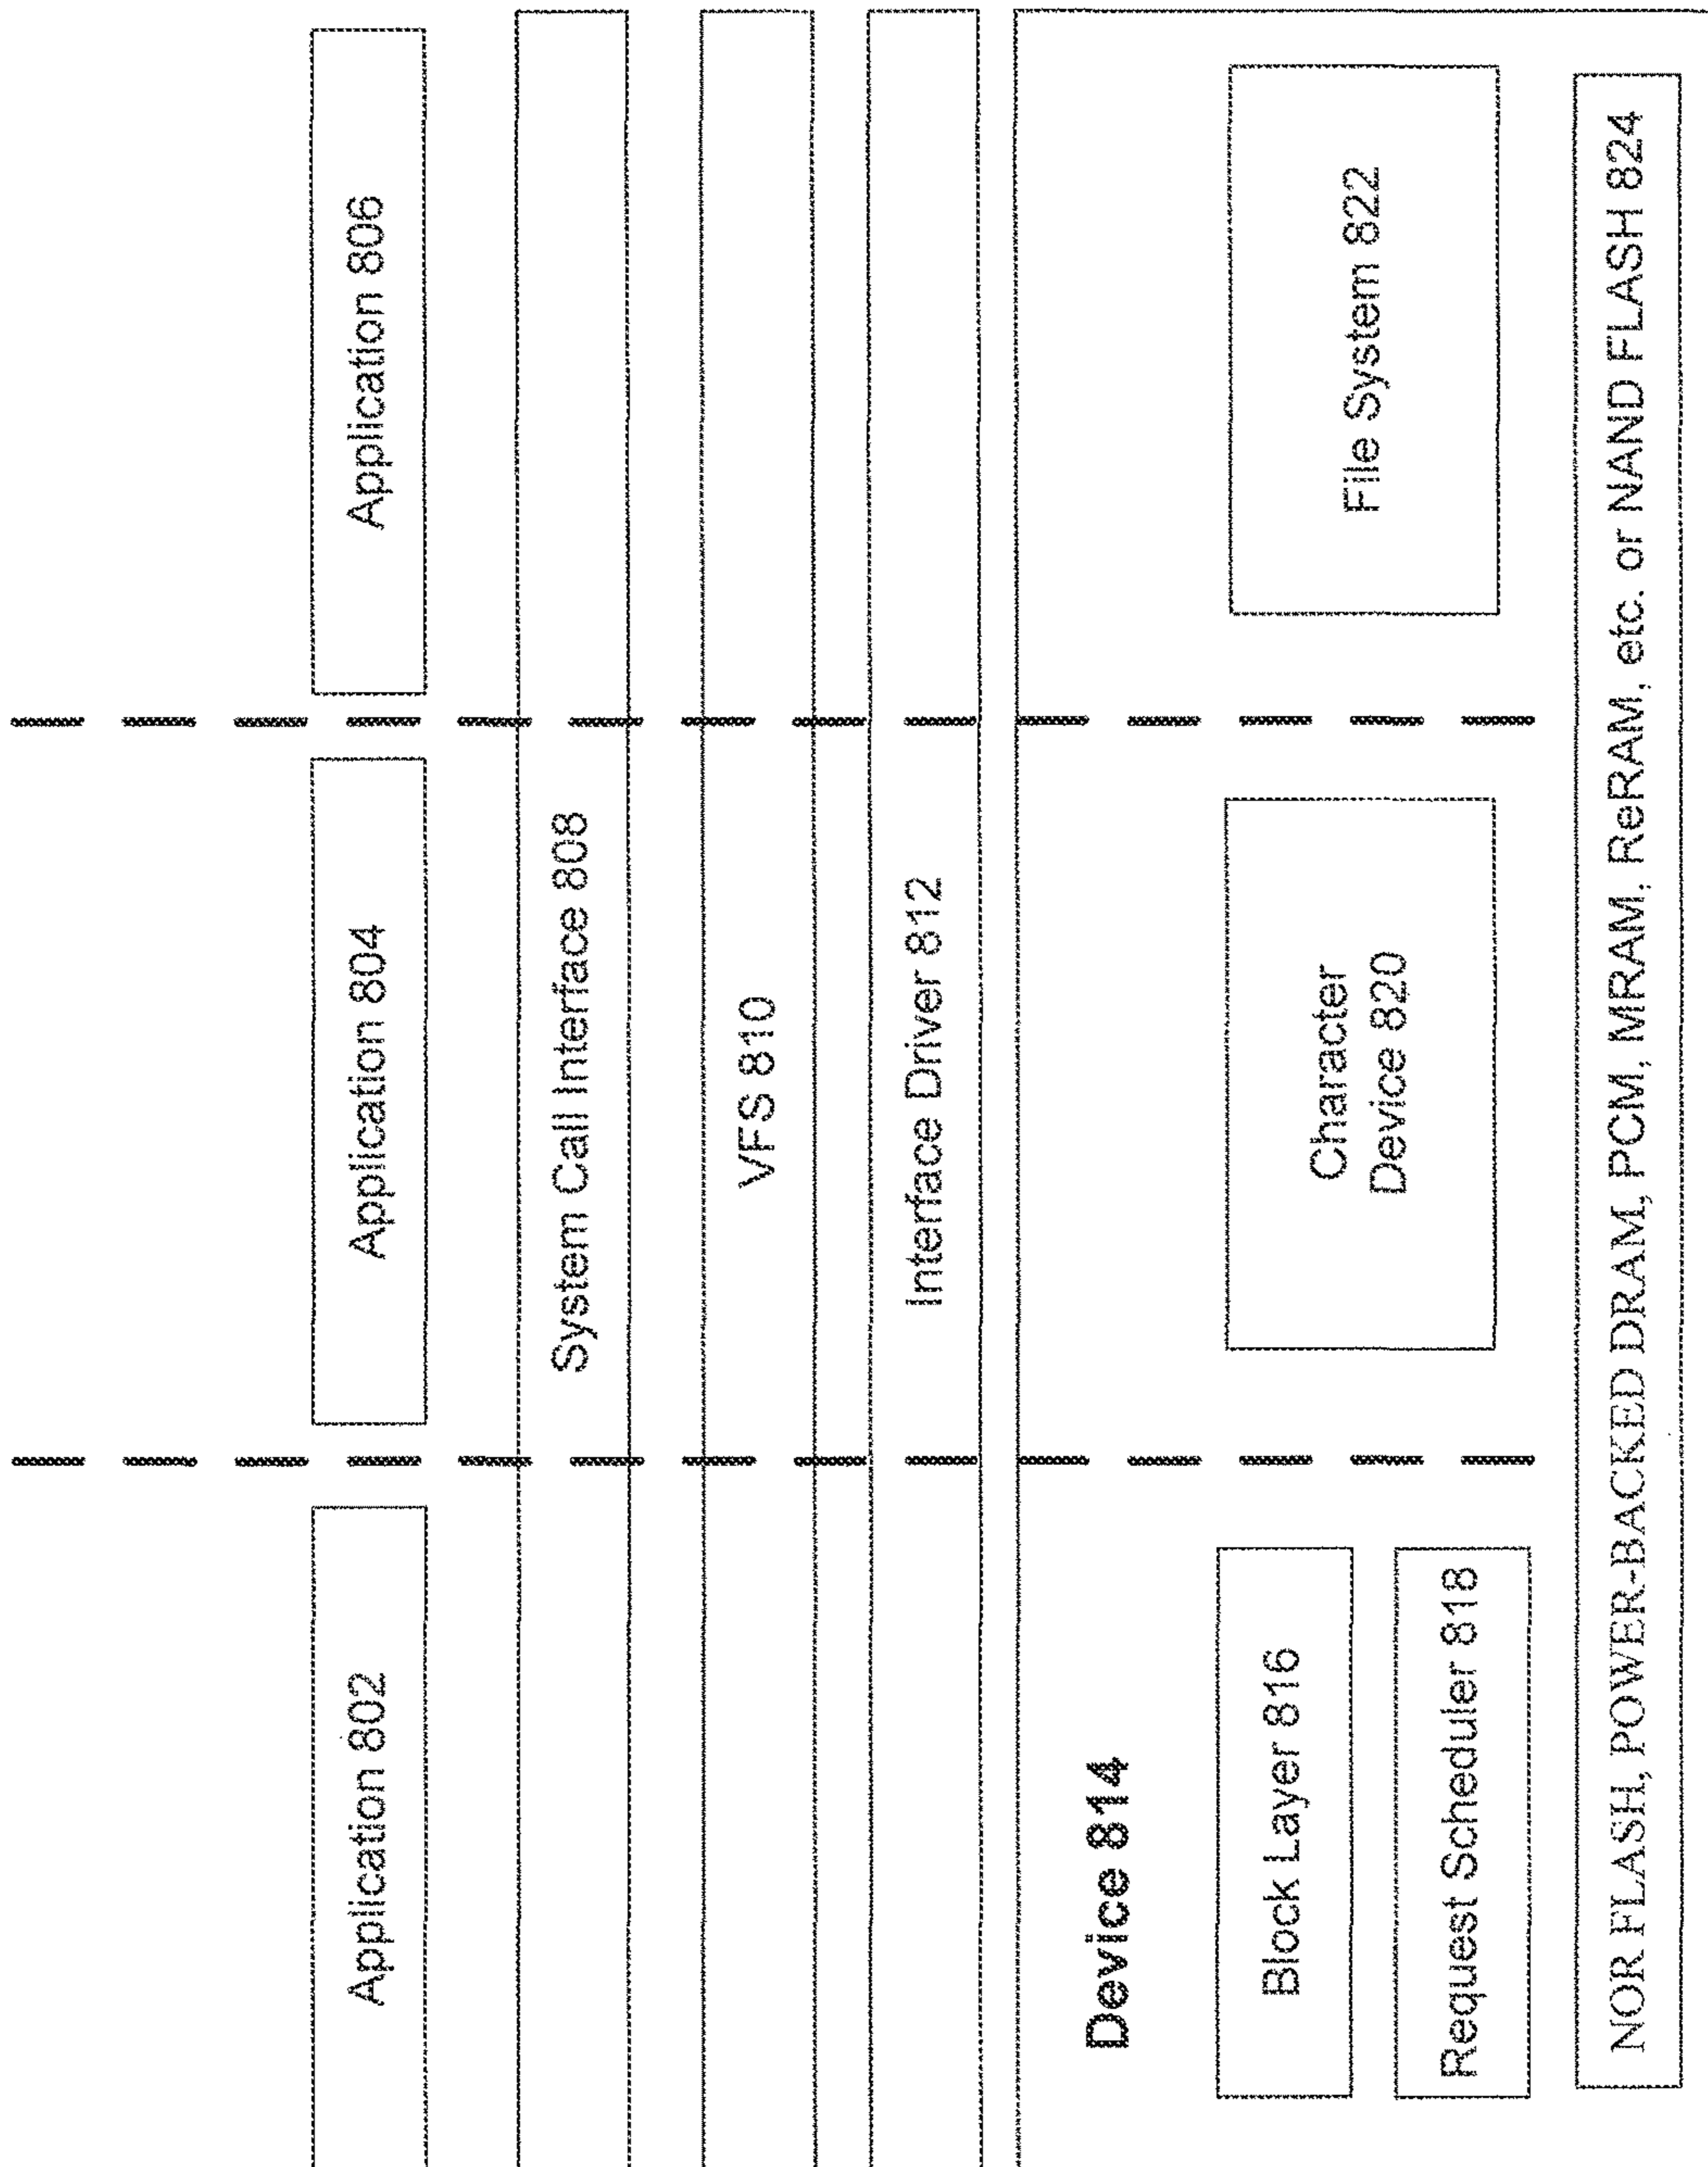 Application 802
Application 804
Application 806
System Call Interface 808
VFS 810
Interface Driver 812
Device 814
Block Layer 816
Request Scheduler 818
Character
Device 820
File System 822
NOR FLASH, POWER-BACKED DRAM, PCM, MRAM, ReRAM, etc. or NAND FLASH 824